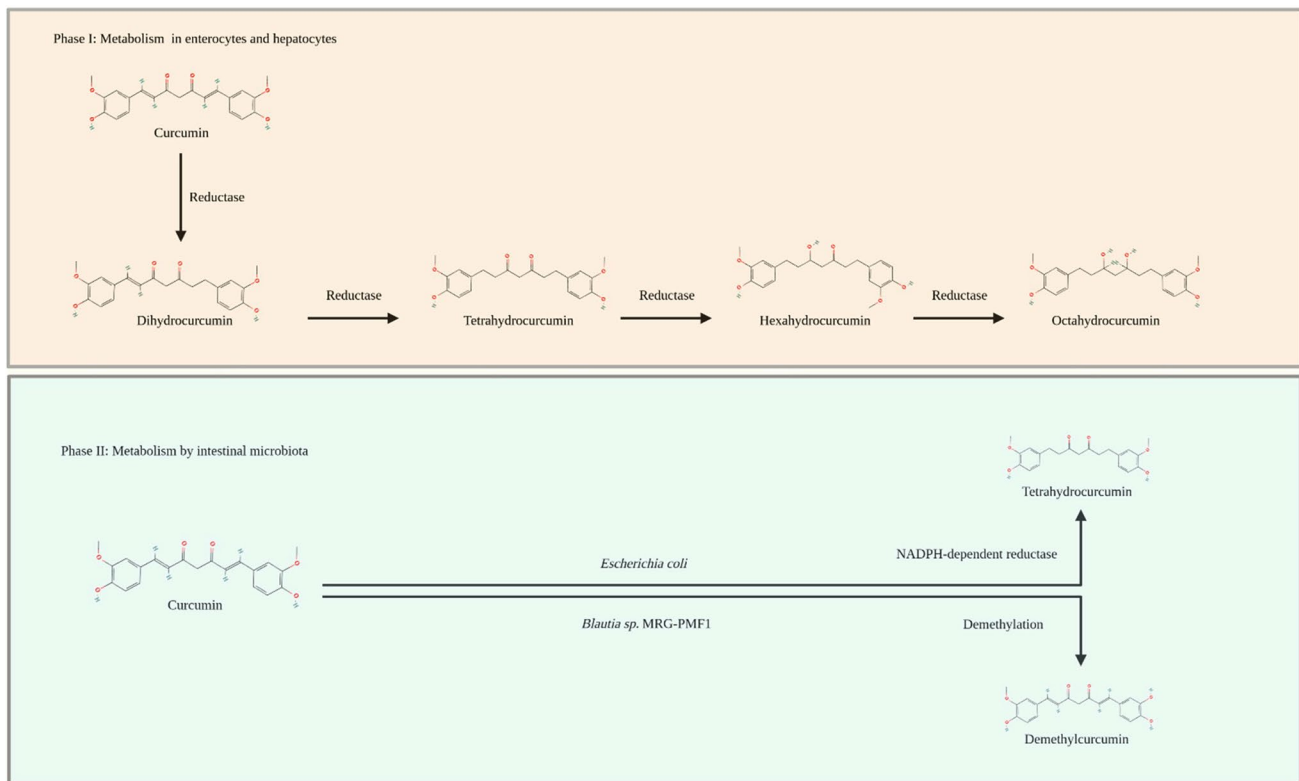 Phase I: Metabolism in enterocytes and hepatocytes
Curcumin
Reductase
Dihydrocurcumin
Reductase
Tetrahydrocurcumin
Reductase
Hexahydrocurcumin
Reductase
Octahydrocurcumin
Phase II: Metabolism by intestinal microbiota
Curcumin
Escherichia coli
Blautia sp. MRG-PMF1
NADPH-dependent reductase
Tetrahydrocurcumin
Demethylation
Demethylcurcumin